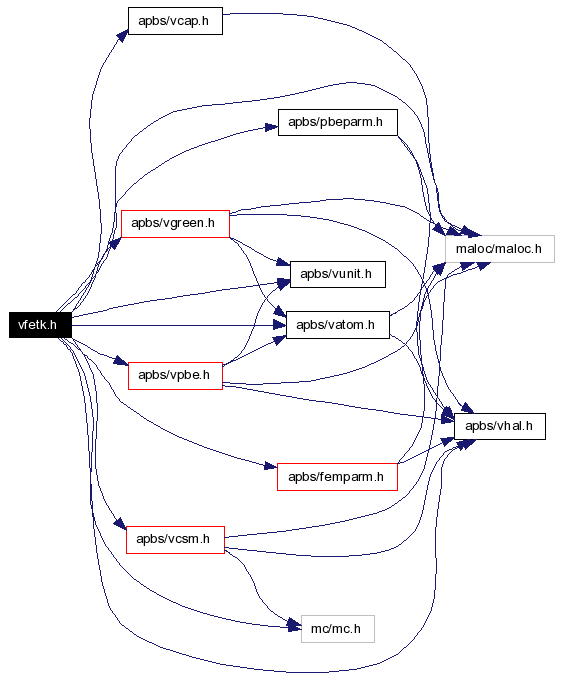 apbs/vcap.h
apbs/pbeparm.h
apbs/vgreen.h
maloc/maloc.h
apbs/vunit.h
vfetk.h
apbs/vatom.h
apbs/vpbe.h
apbs/vhal.h
apbs/femparm.h
apbs/vcsm.h
mc/mc.h